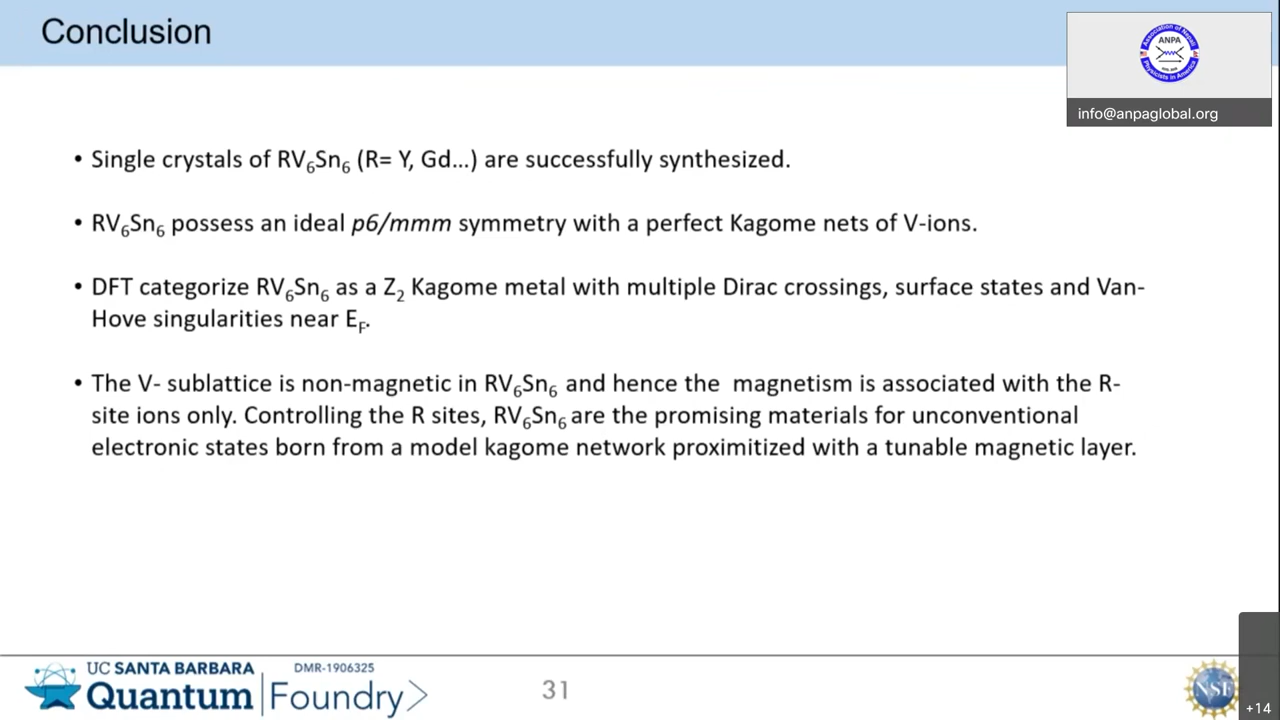 Conclusion
ANPA
info@anpaglobal.org
• Single crystals of RV₆Sn₆ (R= Y, Gd...) are successfully synthesized.
• RV₆Sn₆ possess an ideal p6/mmm symmetry with a perfect Kagome nets of V-ions.
• DFT categorize RV₆Sn₆ as a Z₂ Kagome metal with multiple Dirac crossings, surface states and Van-
Hove singularities near E_F.
• The V- sublattice is non-magnetic in RV₆Sn₆ and hence the magnetism is associated with the R-
site ions only. Controlling the R sites, RV₆Sn₆ are the promising materials for unconventional
electronic states born from a model kagome network proximitized with a tunable magnetic layer.
UC SANTA BARBARA
Quantum Foundry
DMR-1906325
31
NSF
+14